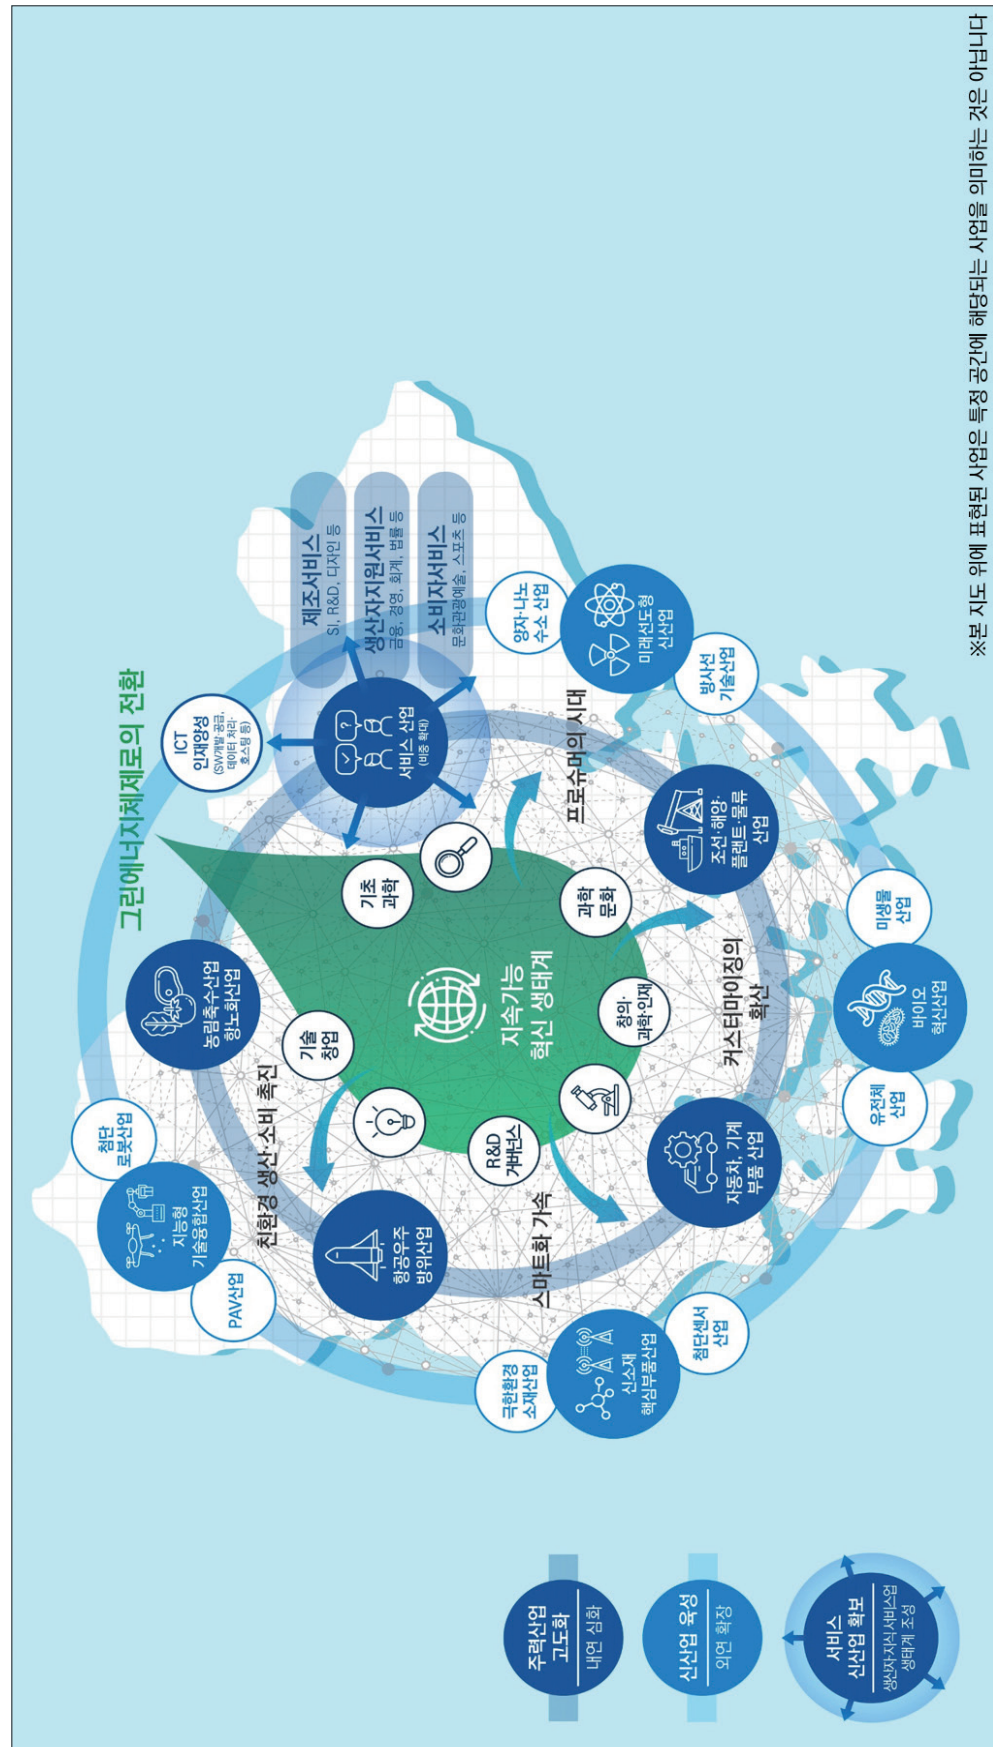 그린에너지체제로의 전환
ICT
인재양성
(SW개발·공급,
데이터 처리·
호스팅 등)
제조서비스
SI, R&D, 디자인 등
생산자지원서비스
금융, 경영, 회계, 법률 등
소비자서비스
문화관광예술, 스포츠 등
서비스 산업
(비중 확대)
첨단
로봇산업
지능형
기술융합산업
PAV산업
농림축수산업
항노화산업
친환경 생산·소비 촉진
기술
창업
기초
과학
항공우주
방위산업
지속가능
혁신 생태계
R&D
거버넌스
창의·
과학·인재
과학
문화
프로슈머의 시대
양자·나노
수소 산업
미래선도형
신산업
방사선
기술산업
스마트화 가속
커스터마이징의
확산
극한환경
소재산업
신소재
핵심부품산업
첨단센서
산업
자동차, 기계
부품 산업
조선·해양·
플랜트·물류
산업
유전체
산업
바이오
혁신산업
미생물
산업
주력산업
고도화
내연 심화
신산업 육성
외연 확장
서비스
신산업 확보
생산자·지식 서비스업
생태계 조성
※본 지도 위에 표현된 사업은 특정 공간에 해당되는 사업을 의미하는 것은 아닙니다